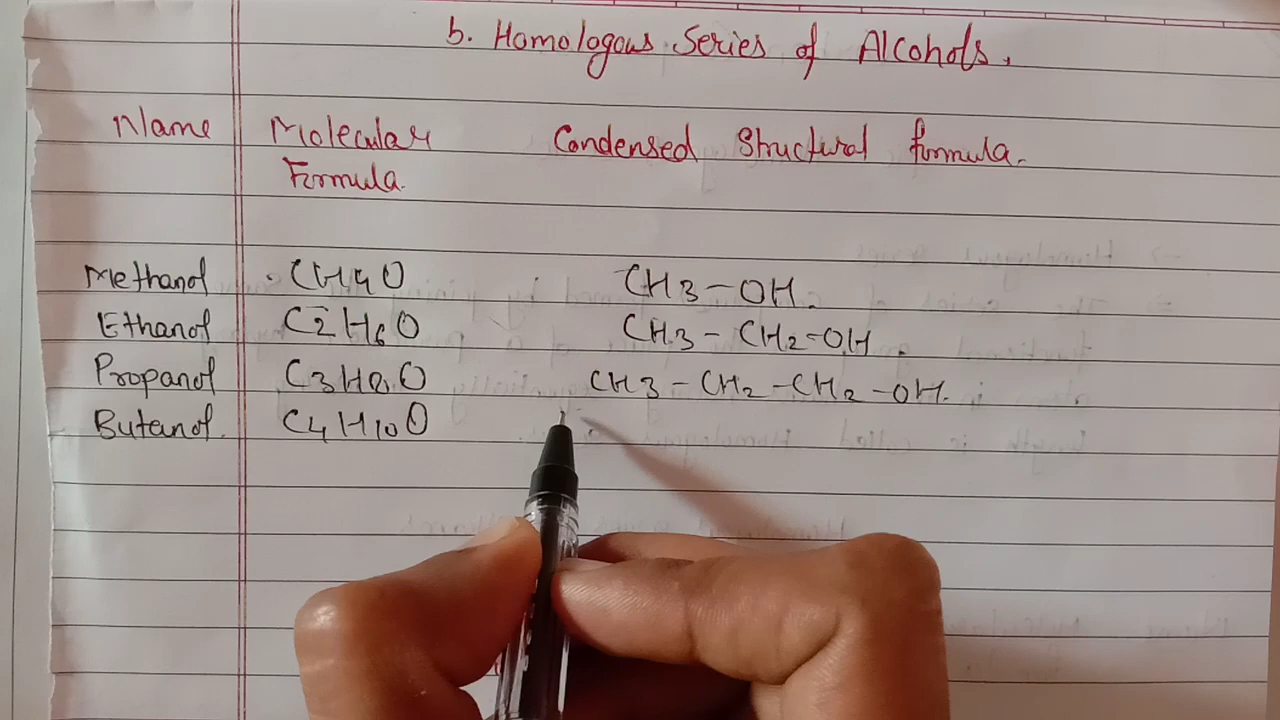 b. Homologous Series of Alcohols.
Name Molecular Condensed Structural formula.
Formula.
Methanol CH4O CH3-OH.
Ethanol C2H6O CH3-CH2-OH.
Propanol C3H8O CH3-CH2-CH2-OH.
Butanol. C4H10O